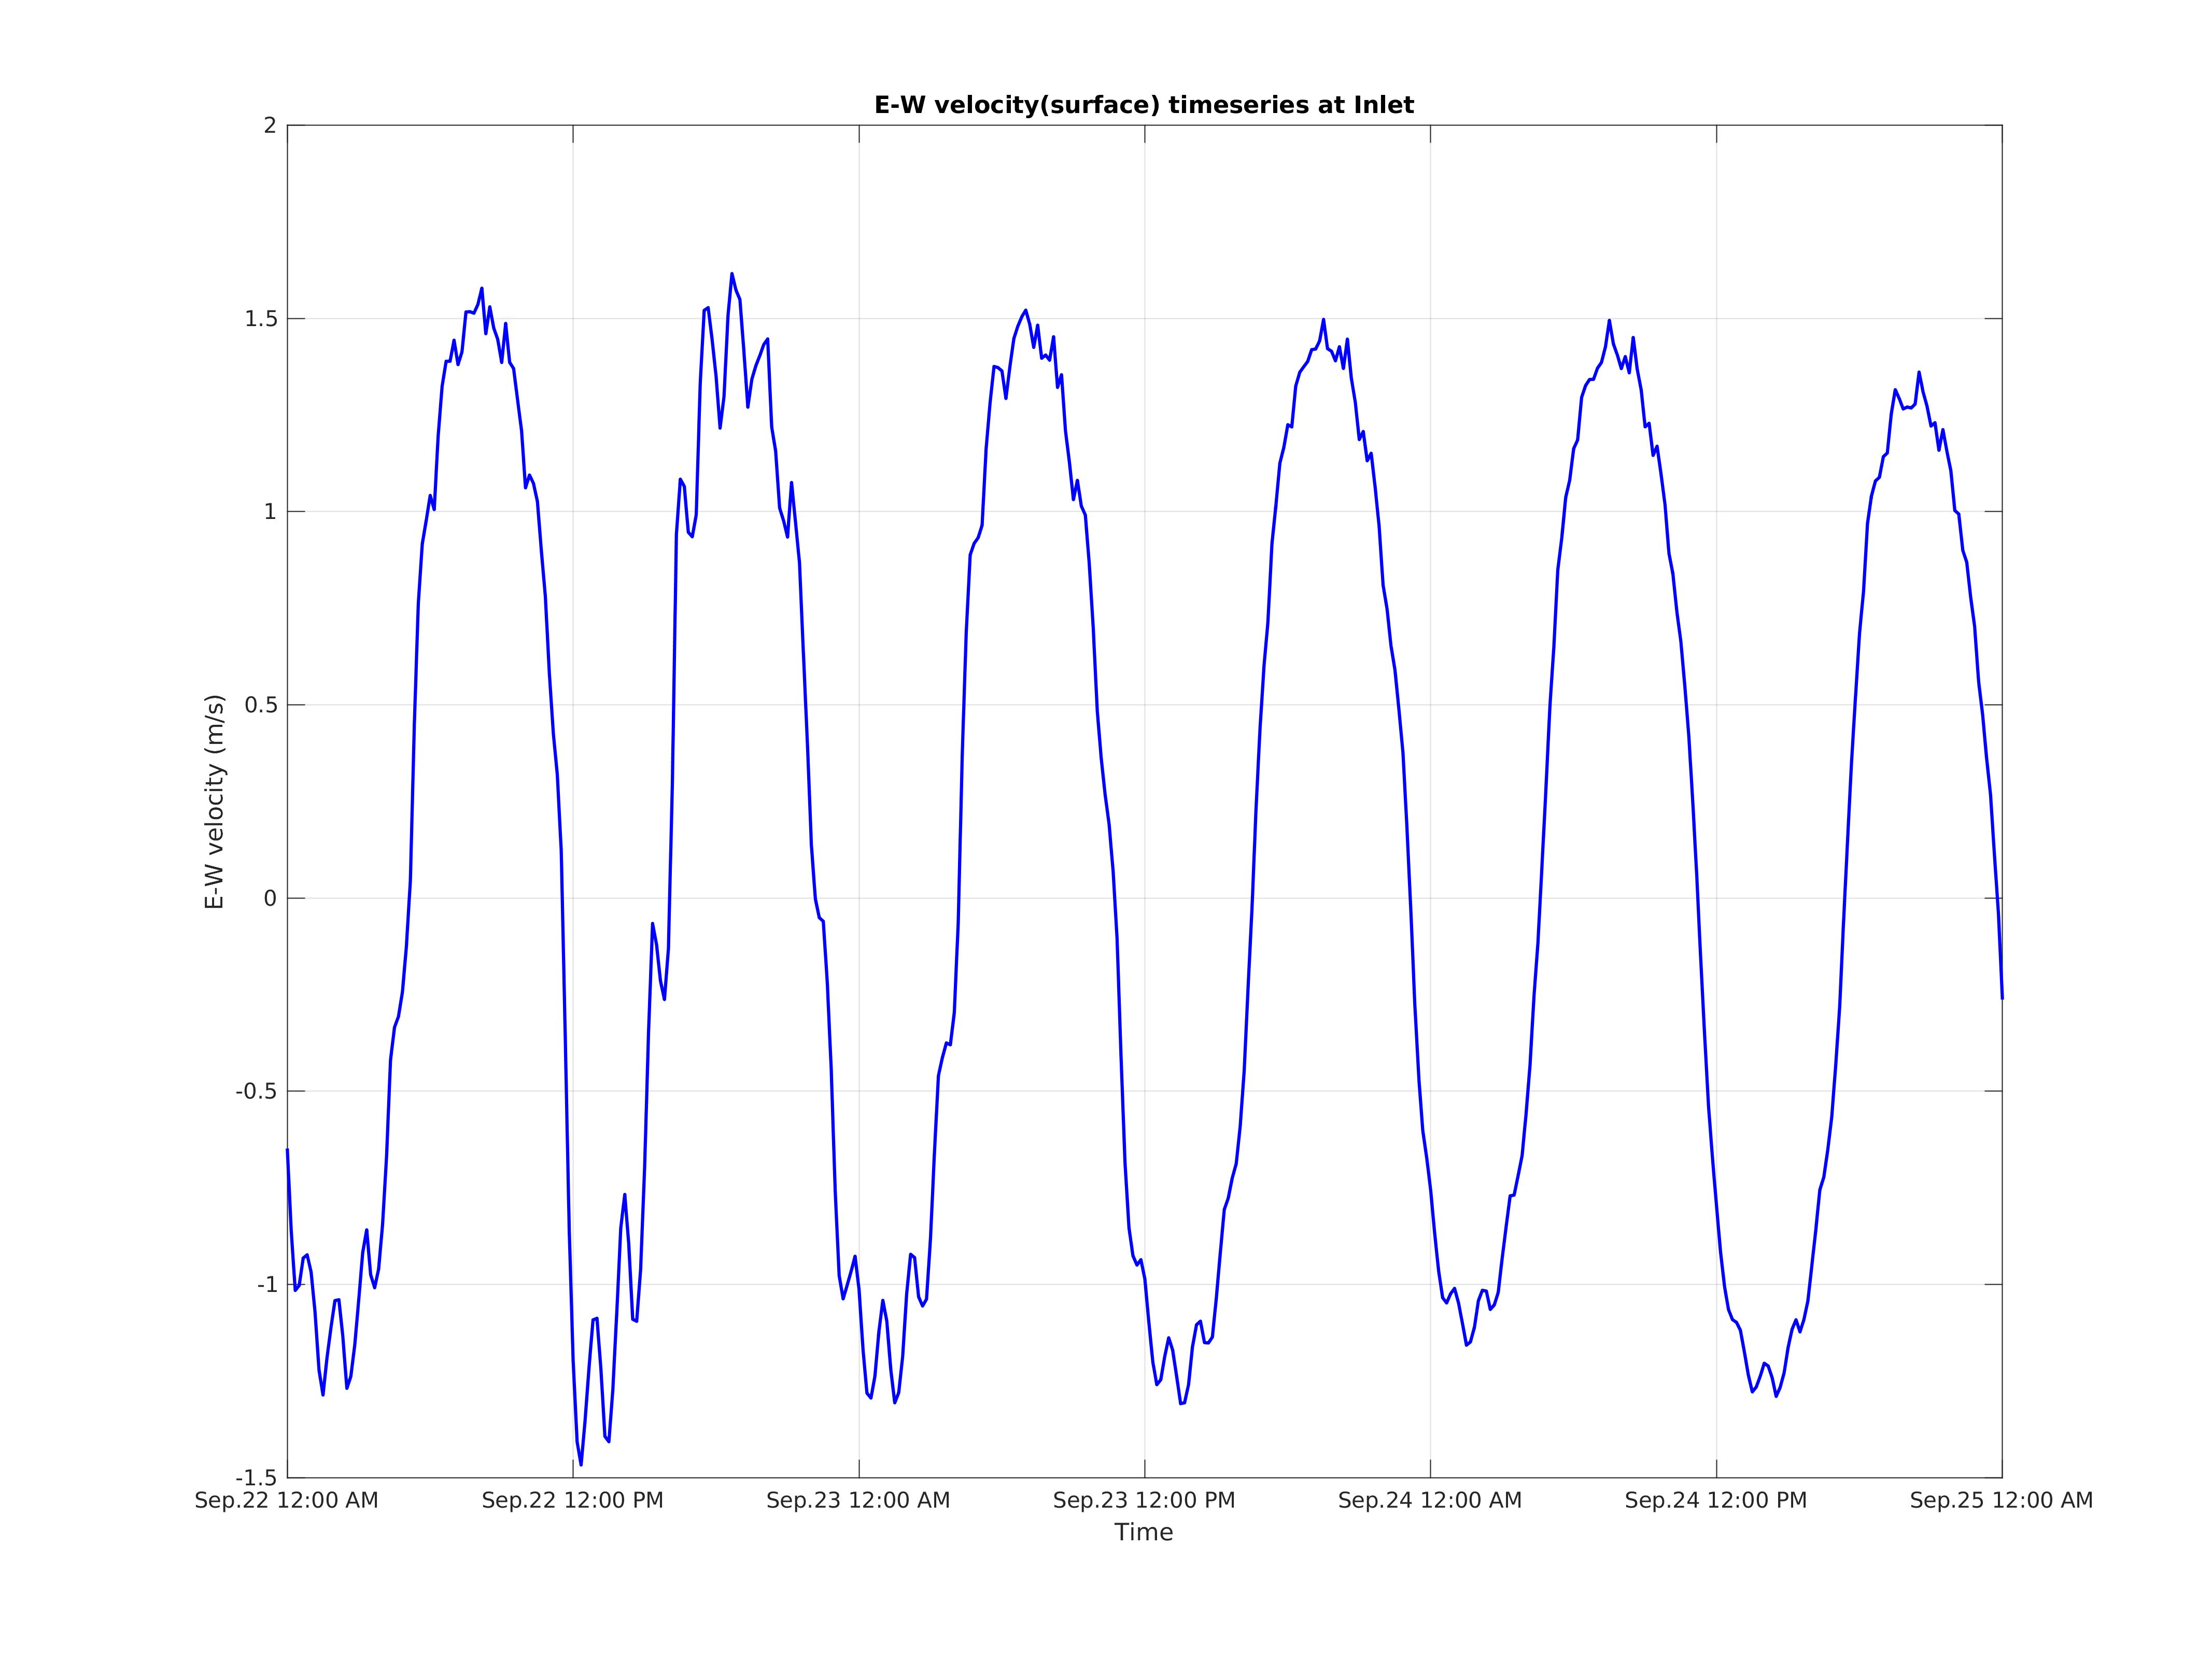 E-W velocity(surface) timeseries at Inlet
2
1.5
1
0.5
0
-0.5
-1
-1.5
E-W velocity (m/s)
Sep.22 12:00 AM Sep.22 12:00 PM Sep.23 12:00 AM Sep.23 12:00 PM Sep.24 12:00 AM Sep.24 12:00 PM Sep.25 12:00 AM
Time